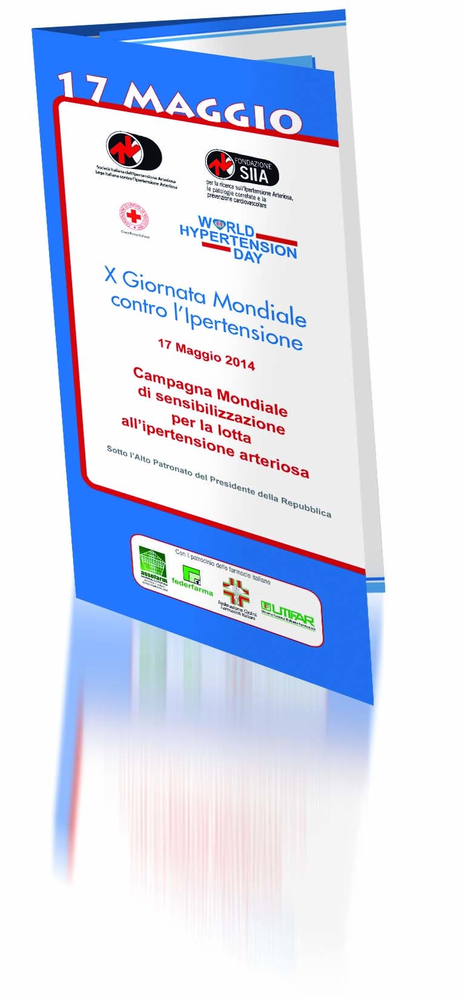 17 MAGGIO
Società Italiana dell'Ipertensione Arteriosa
Lega Italiana contro l'Ipertensione Arteriosa
FONDAZIONE
SIIA
per la ricerca sull'Ipertensione Arteriosa,
le patologie correlate e la
prevenzione cardiovascolare
Croce Rossa Italiana
WORLD
HYPERTENSION
DAY
X Giornata Mondiale
contro l'Ipertensione
17 Maggio 2014
Campagna Mondiale
di sensibilizzazione
per la lotta
all'ipertensione arteriosa
Sotto l'Alto Patronato del Presidente della Repubblica
Con il patrocinio delle farmacie italiane
assofarm
federfarma
Federazione Ordini
Farmacisti Italiani
UTIFAR